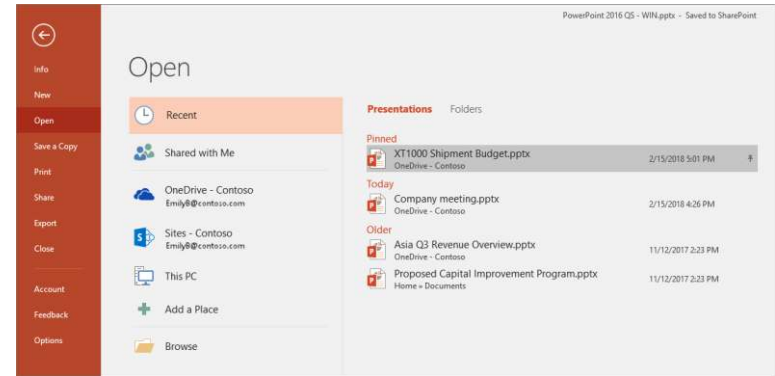 PowerPoint 2016 QS - WIN.pptx - Saved to SharePoint
Info
New
Open
Save a Copy
Print
Share
Export
Close
Account
Feedback
Options
Open
Recent
Shared with Me
OneDrive - Contoso
EmilyB@contoso.com
Sites - Contoso
EmilyB@contoso.com
This PC
Add a Place
Browse
Presentations Folders
Pinned
XT1000 Shipment Budget.pptx 2/15/2018 5:01 PM
OneDrive - Contoso
Today
Company meeting.pptx 2/15/2018 4:26 PM
OneDrive - Contoso
Older
Asia Q3 Revenue Overview.pptx 11/12/2017 2:23 PM
OneDrive - Contoso
Proposed Capital Improvement Program.pptx 11/12/2017 2:23 PM
Home » Documents